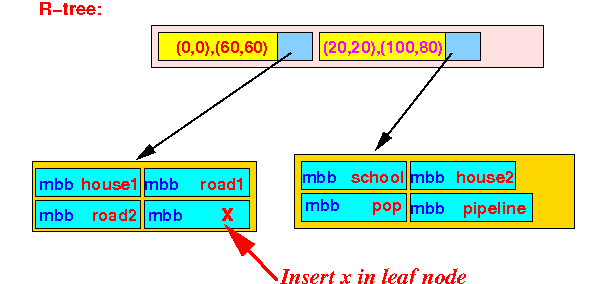 R-tree:
(0,0),(60,60) (20,20),(100,80)
mbb house1 mbb road1 mbb school mbb house2
mbb road2 mbb X mbb pop mbb pipeline
Insert x in leaf node